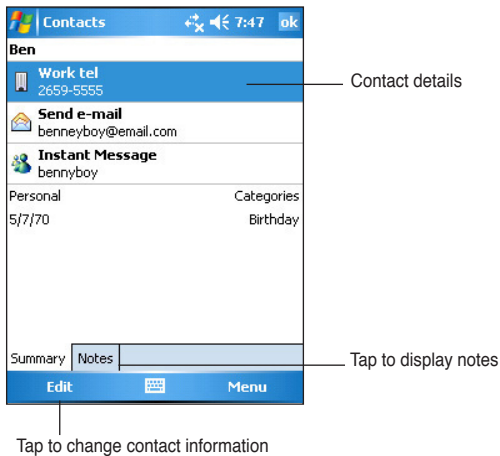 Contacts 7:47 ok
Ben
Work tel
2659-5555
Contact details
Send e-mail
benneyboy@email.com
Instant Message
bennyboy
Personal Categories
5/7/70 Birthday
Summary Notes
Tap to display notes
Edit Menu
Tap to change contact information